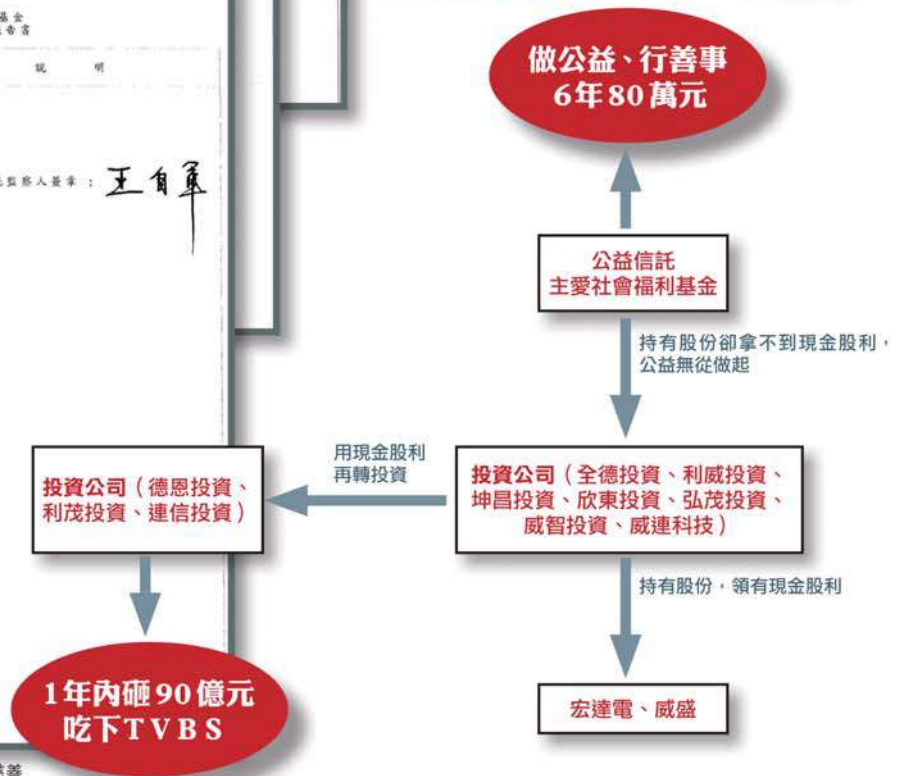 說 明
監察人簽章：王自軍
做公益、行善事
6年80萬元
公益信託
主愛社會福利基金
持有股份卻拿不到現金股利，
公益無從做起
投資公司（全德投資、利威投資、
坤昌投資、欣東投資、弘茂投資、
威智投資、威連科技）
用現金股利
再轉投資
投資公司（德恩投資、
利茂投資、連信投資）
持有股份，領有現金股利
宏達電、威盛
1年內砸90億元
吃下TVBS